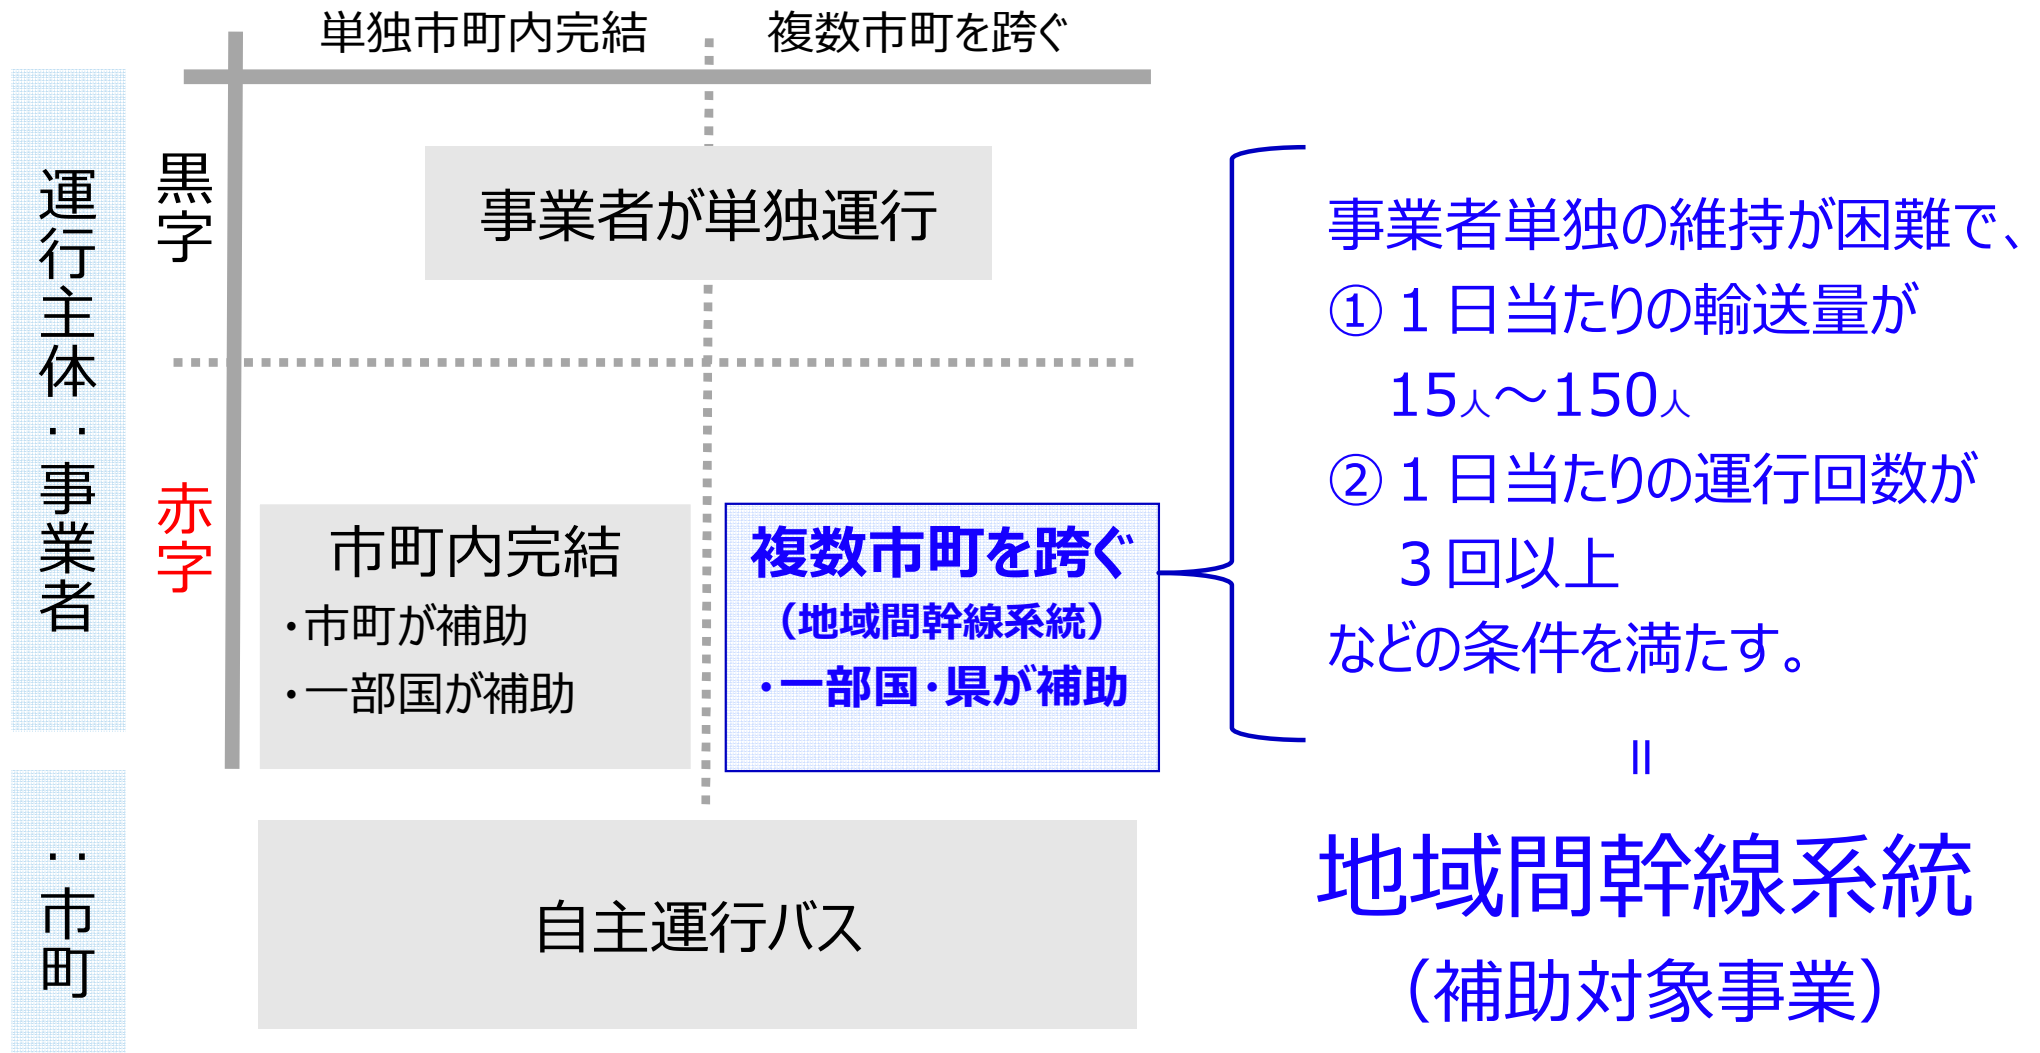 単独市町内完結
複数市町を跨ぐ
運行主体：事業者
黒字
事業者が単独運行
赤字
市町内完結
・市町が補助
・一部国が補助
複数市町を跨ぐ
（地域間幹線系統）
・一部国・県が補助
：市町
自主運行バス
事業者単独の維持が困難で、
①１日当たりの輸送量が
15人～150人
②１日当たりの運行回数が
３回以上
などの条件を満たす。
＝
地域間幹線系統
（補助対象事業）